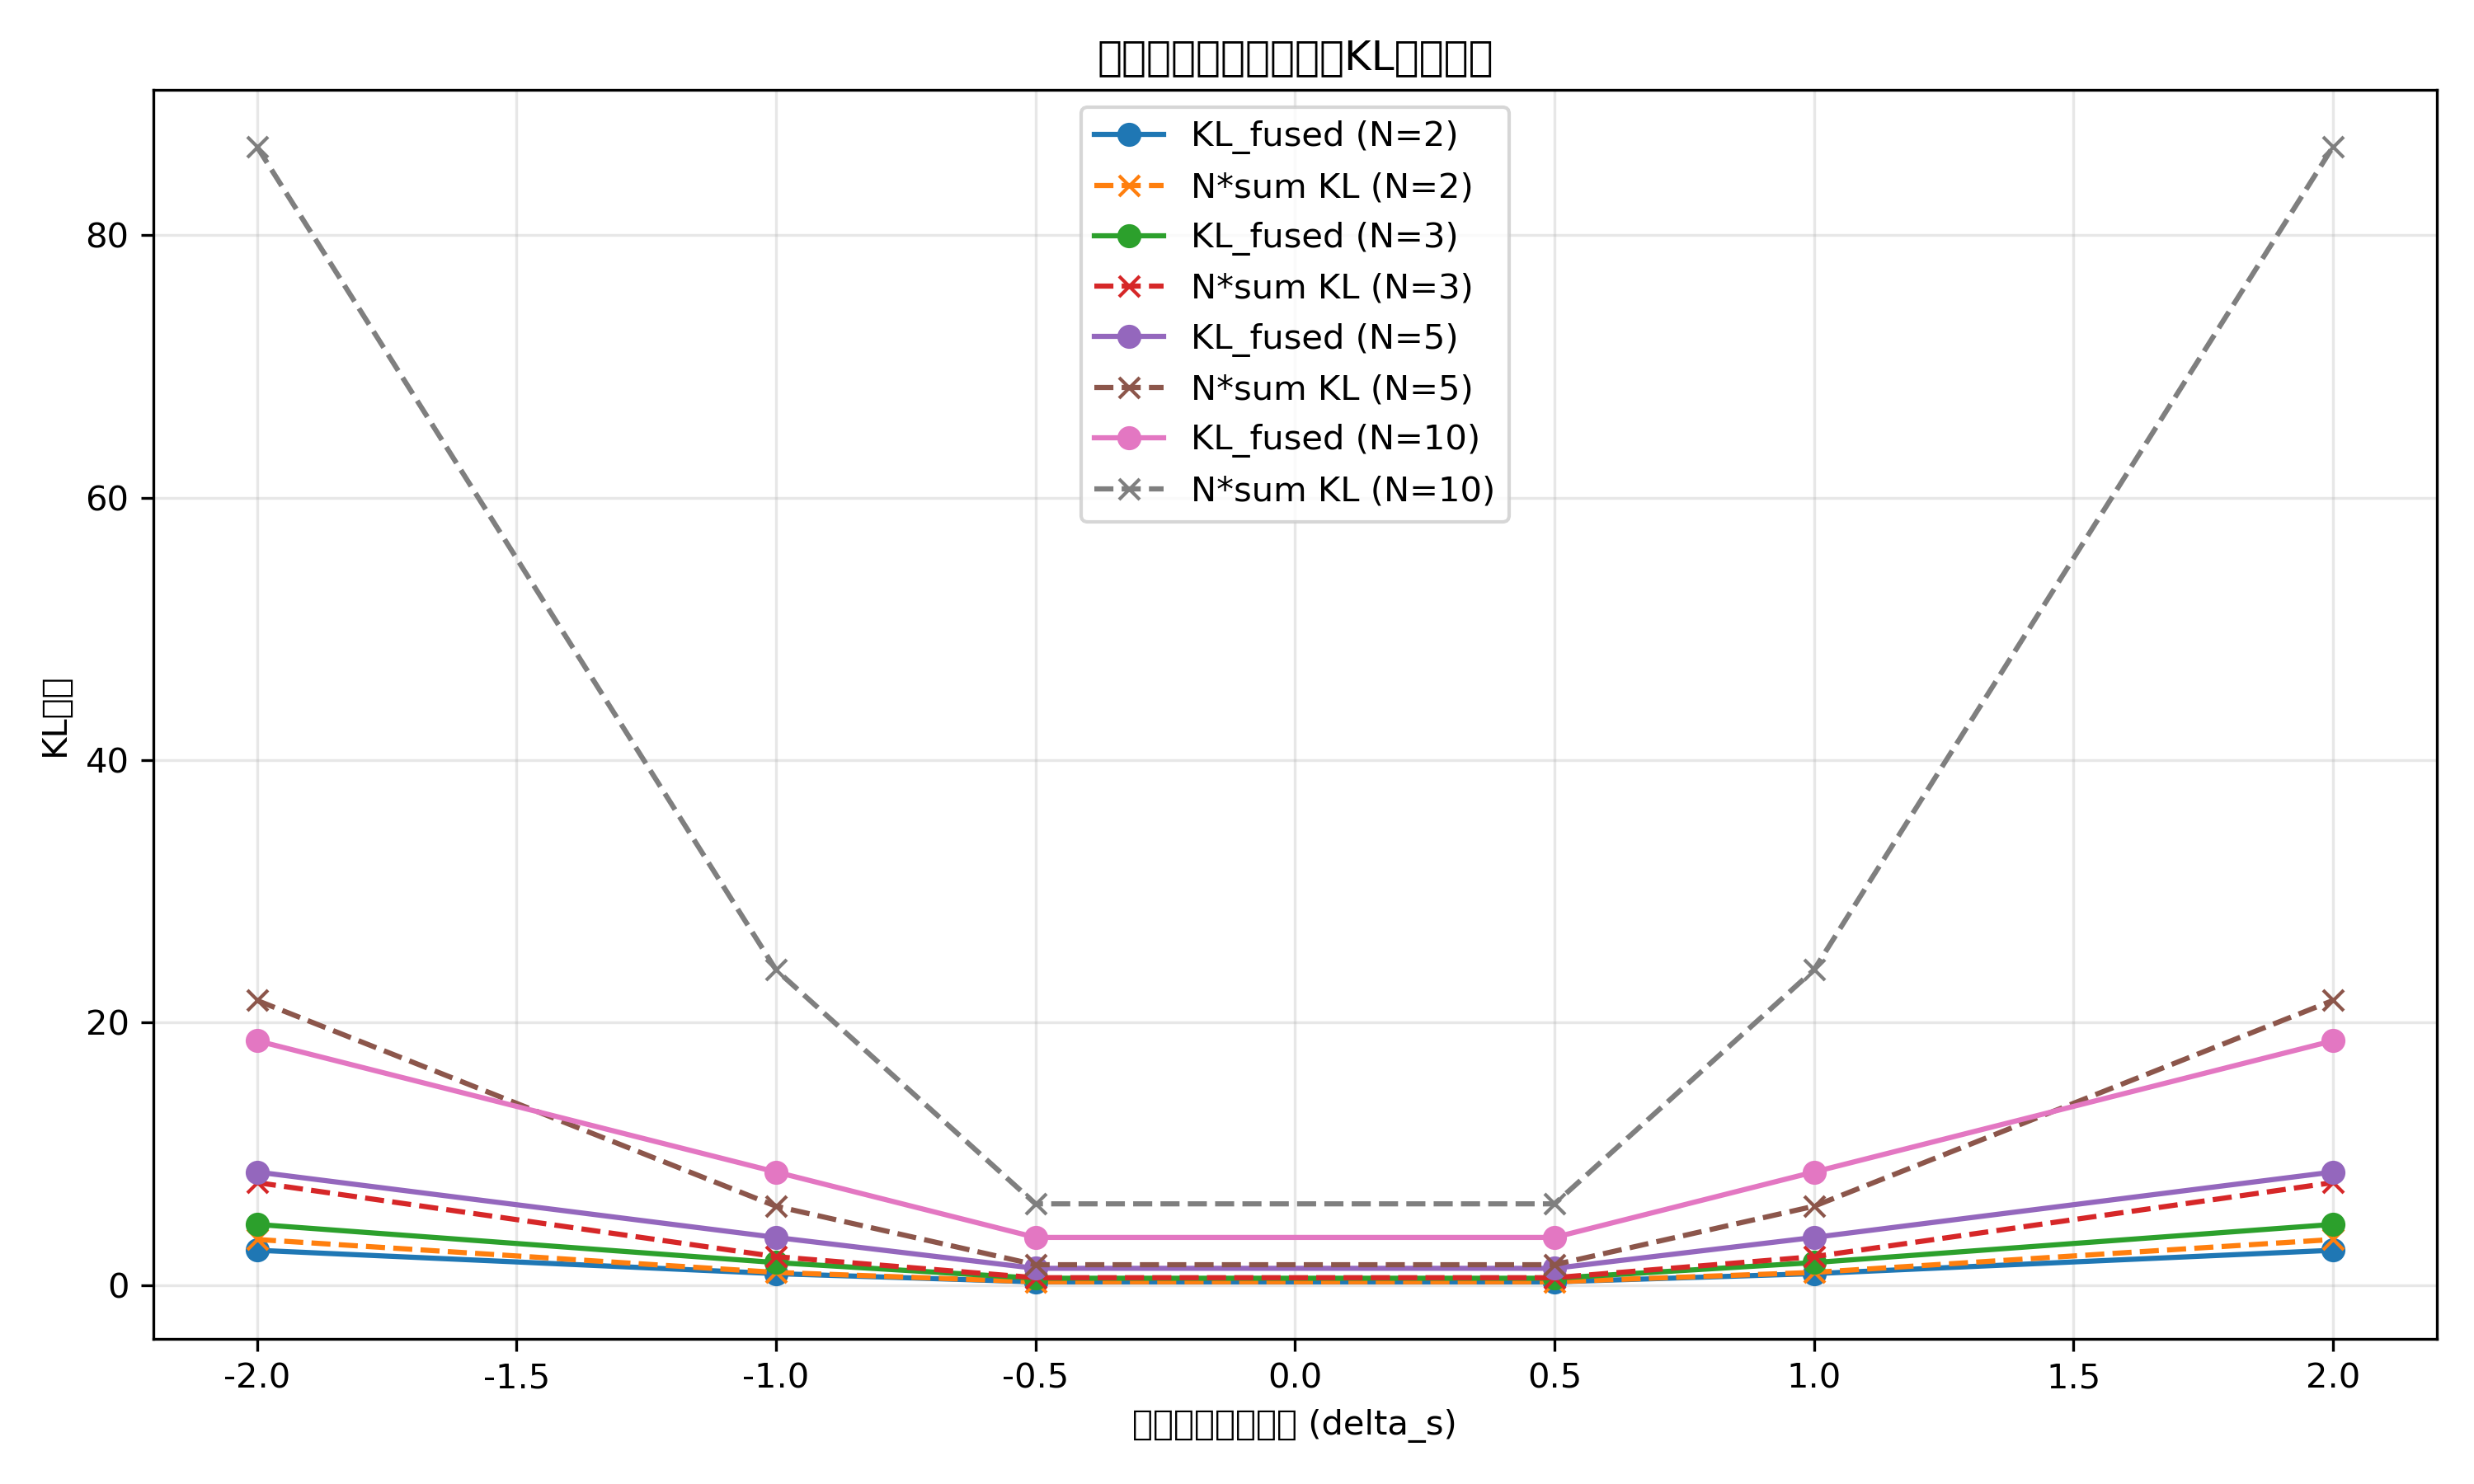 KL
KL
80
60
40
20
0
-2.0 -1.5 -1.0 -0.5 0.0 0.5 1.0 1.5 2.0
(delta_s)
KL_fused (N=2)
N*sum KL (N=2)
KL_fused (N=3)
N*sum KL (N=3)
KL_fused (N=5)
N*sum KL (N=5)
KL_fused (N=10)
N*sum KL (N=10)